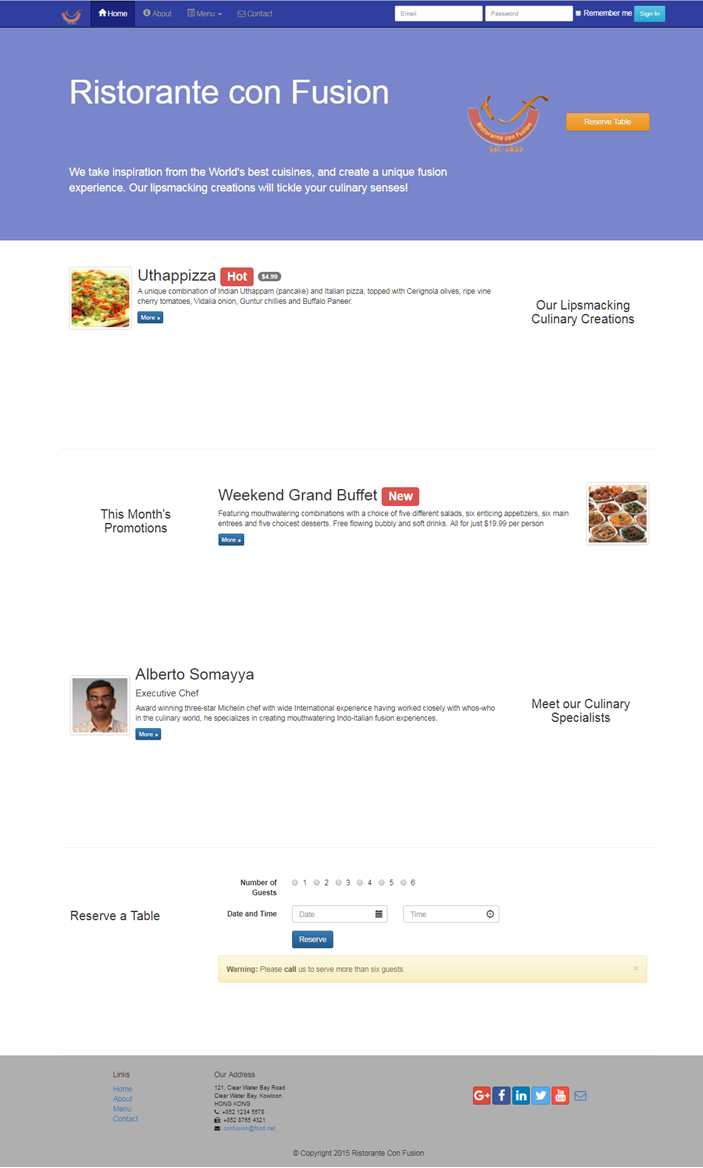 Home About Menu Contact Email Password Remember me Sign In
Ristorante con Fusion
Ristorante con Fusion
Reserve Table
We take inspiration from the World's best cuisines, and create a unique fusion
experience. Our lipsmacking creations will tickle your culinary senses!
Uthappizza Hot $4.99
A unique combination of Indian Uthappam (pancake) and Italian pizza, topped with Cerignola olives, ripe vine
cherry tomatoes, Vidalia onion, Guntur chillies and Buffalo Paneer.
More »
Our Lipsmacking
Culinary Creations
This Month's
Promotions
Weekend Grand Buffet New
Featuring mouthwatering combinations with a choice of five different salads, six enticing appetizers, six main
entrees and five choicest desserts. Free flowing bubbly and soft drinks. All for just $19.99 per person
More »
Alberto Somayya
Executive Chef
Award winning three-star Michelin chef with wide International experience having worked closely with whos-who
in the culinary world, he specializes in creating mouthwatering Indo-Italian fusion experiences.
More »
Meet our Culinary
Specialists
Reserve a Table
Number of
Guests
1 2 3 4 5 6
Date and Time Date Time
Reserve
Warning: Please call us to serve more than six guests. ×
Links
Home
About
Menu
Contact
Our Address
121, Clear Water Bay Road
Clear Water Bay, Kowloon
HONG KONG
+852 1234 5678
+852 8765 4321
confusion@food.net
G+ f in You Tube
© Copyright 2015 Ristorante Con Fusion